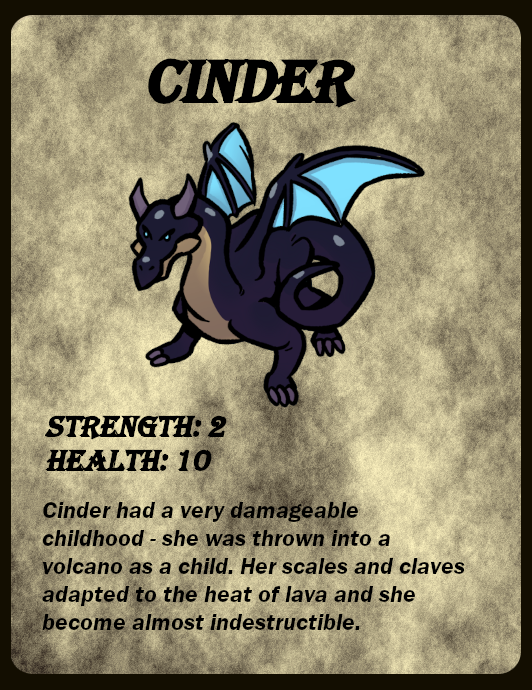 CINDER
STRENGTH: 2
HEALTH: 10
Cinder had a very damageable
childhood - she was thrown into a
volcano as a child. Her scales and claves
adapted to the heat of lava and she
become almost indestructible.